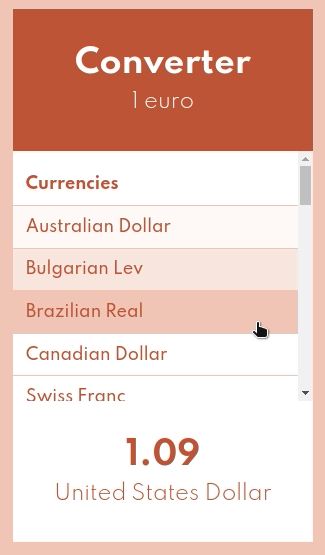 Converter
1 euro
Currencies
Australian Dollar
Bulgarian Lev
Brazilian Real
Canadian Dollar
Swiss Franc
1.09
United States Dollar